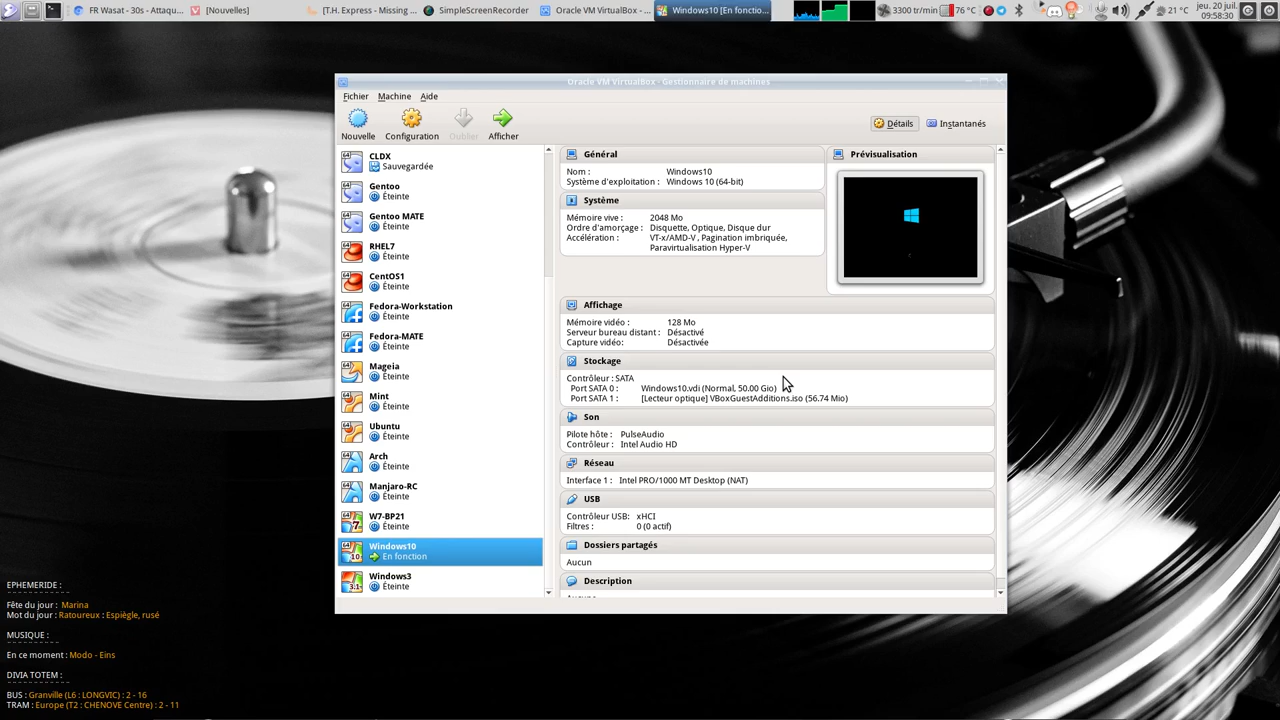 FR Wasat - 30s - Attaqu...
[Nouvelles]
[T.H. Express - Missing ...
SimpleScreenRecorder
Oracle VM VirtualBox - ...
Windows10 [En fonctio...
3300 tr/min
76 °C
21 °C
jeu. 20 juil.
09:58:30
Oracle VM VirtualBox - Gestionnaire de machines
Fichier
Machine
Aide
Nouvelle
Configuration
Oublier
Afficher
Détails
Instantanés
CLDX
Sauvegardée
Gentoo
Éteinte
Gentoo MATE
Éteinte
RHEL7
Éteinte
CentOS1
Éteinte
Fedora-Workstation
Éteinte
Fedora-MATE
Éteinte
Mageia
Éteinte
Mint
Éteinte
Ubuntu
Éteinte
Arch
Éteinte
Manjaro-RC
Éteinte
W7-BP21
Éteinte
Windows10
En fonction
Windows3
Éteinte
Général
Nom : Windows10
Système d'exploitation : Windows 10 (64-bit)
Système
Mémoire vive : 2048 Mo
Ordre d'amorçage : Disquette, Optique, Disque dur
Accélération : VT-x/AMD-V , Pagination imbriquée,
Paravirtualisation Hyper-V
Prévisualisation
Affichage
Mémoire vidéo : 128 Mo
Serveur bureau distant : Désactivé
Capture vidéo: Désactivée
Stockage
Contrôleur : SATA
Port SATA 0 : Windows10.vdi (Normal, 50.00 Gio)
Port SATA 1 : [Lecteur optique] VBoxGuestAdditions.iso (56.74 Mio)
Son
Pilote hôte : PulseAudio
Contrôleur : Intel Audio HD
Réseau
Interface 1 : Intel PRO/1000 MT Desktop (NAT)
USB
Contrôleur USB: xHCI
Filtres : 0 (0 actif)
Dossiers partagés
Aucun
Description
EPHEMERIDE :
Fête du jour : Marina
Mot du jour : Ratoureux : Espiègle, rusé
MUSIQUE :
En ce moment : Modo - Eins
DIVIA TOTEM :
BUS : Granville (L6 : LONGVIC) : 2 - 16
TRAM : Europe (T2 : CHENOVE Centre) : 2 - 11